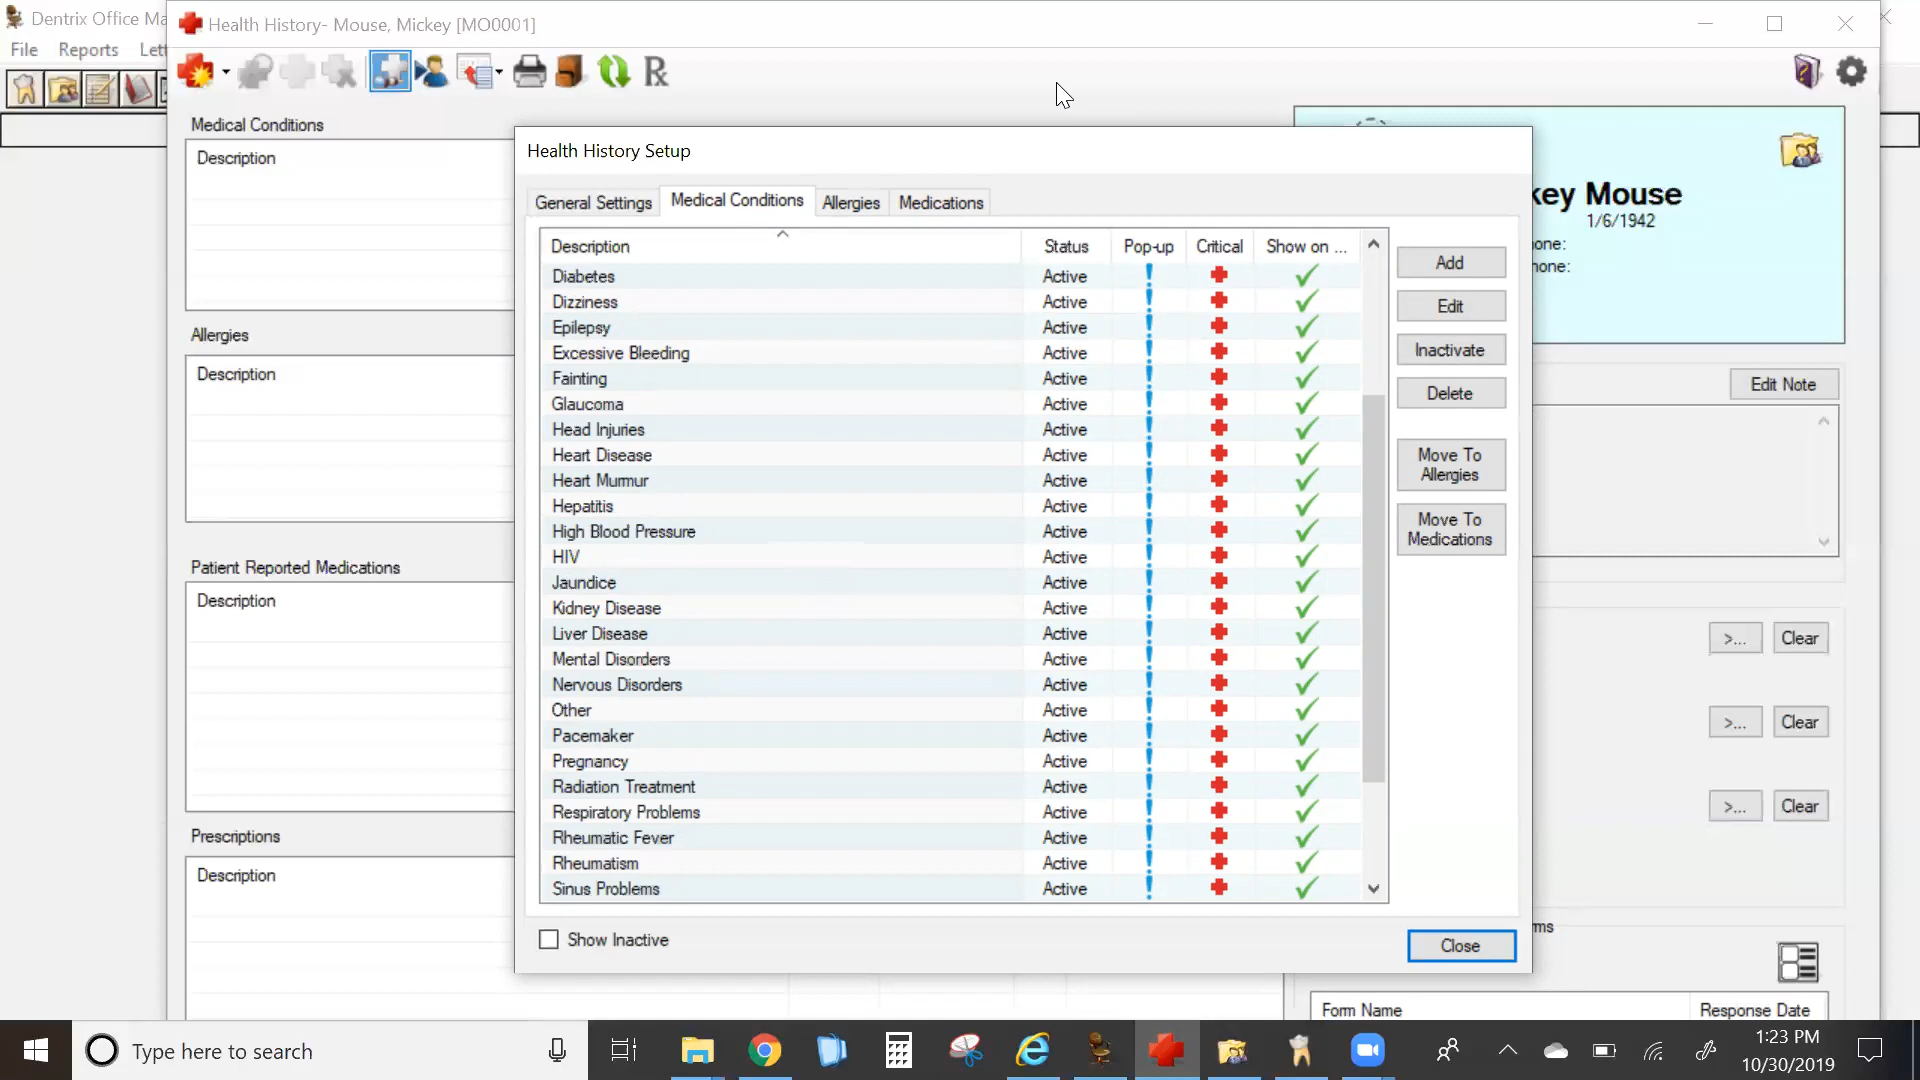 Dentrix Office Ma
Health History- Mouse, Mickey [MO0001]
File Reports Lett
Medical Conditions
Description
Allergies
Description
Patient Reported Medications
Description
Prescriptions
Description
Health History Setup
General Settings Medical Conditions Allergies Medications
Description Status Pop-up Critical Show on ...
Diabetes Active
Dizziness Active
Epilepsy Active
Excessive Bleeding Active
Fainting Active
Glaucoma Active
Head Injuries Active
Heart Disease Active
Heart Murmur Active
Hepatitis Active
High Blood Pressure Active
HIV Active
Jaundice Active
Kidney Disease Active
Liver Disease Active
Mental Disorders Active
Nervous Disorders Active
Other Active
Pacemaker Active
Pregnancy Active
Radiation Treatment Active
Respiratory Problems Active
Rheumatic Fever Active
Rheumatism Active
Sinus Problems Active
Add
Edit
Inactivate
Delete
Move To
Allergies
Move To
Medications
Show Inactive
Close
key Mouse
1/6/1942
one:
hone:
Edit Note
>... Clear
>... Clear
>... Clear
ms
Form Name Response Date
Type here to search
1:23 PM
10/30/2019